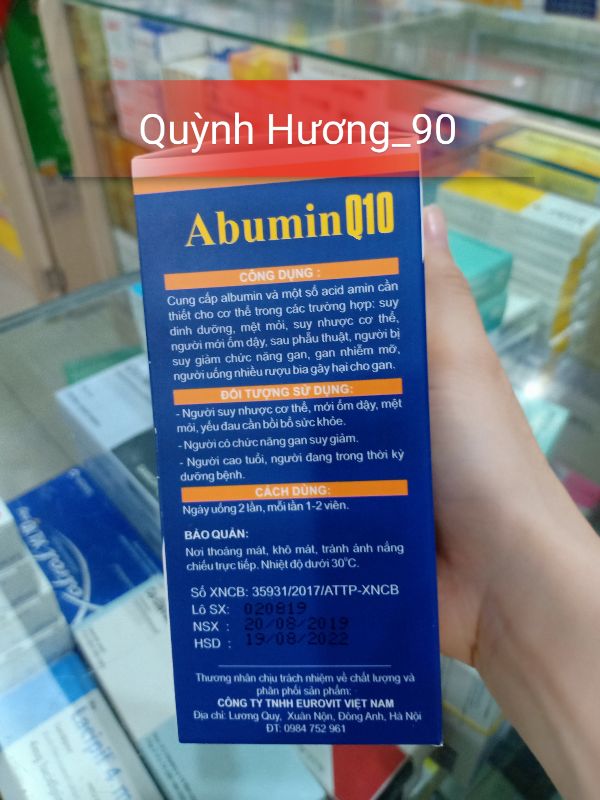 Quỳnh Hương_90
AbuminQ10
CÔNG DỤNG :
Cung cấp albumin và một số acid amin cần
thiết cho cơ thể trong các trường hợp: suy
dinh dưỡng, mệt mỏi, suy nhược cơ thể,
người mới ốm dậy, sau phẫu thuật, người bị
suy giảm chức năng gan, gan nhiễm mỡ,
người uống nhiều rượu bia gây hại cho gan.
ĐỐI TƯỢNG SỬ DỤNG:
- Người suy nhược cơ thể, mới ốm dậy, mệt
mỏi, yếu đau cần bồi bổ sức khỏe.
- Người có chức năng gan suy giảm.
- Người cao tuổi, người đang trong thời kỳ
dưỡng bệnh.
CÁCH DÙNG:
Ngày uống 2 lần, mỗi lần 1-2 viên.
BẢO QUẢN:
Nơi thoáng mát, khô mát, tránh ánh nắng
chiếu trực tiếp. Nhiệt độ dưới 30°C.
Số XNCB: 35931/2017/ATTP-XNCB
Lô SX: 020819
NSX : 20/08/2019
HSD : 19/08/2022
Thương nhân chịu trách nhiệm về chất lượng và
phân phối sản phẩm:
CÔNG TY TNHH EUROVIT VIỆT NAM
Địa chỉ: Lương Quy, Xuân Nộn, Đông Anh, Hà Nội
ĐT: 0984 752 961